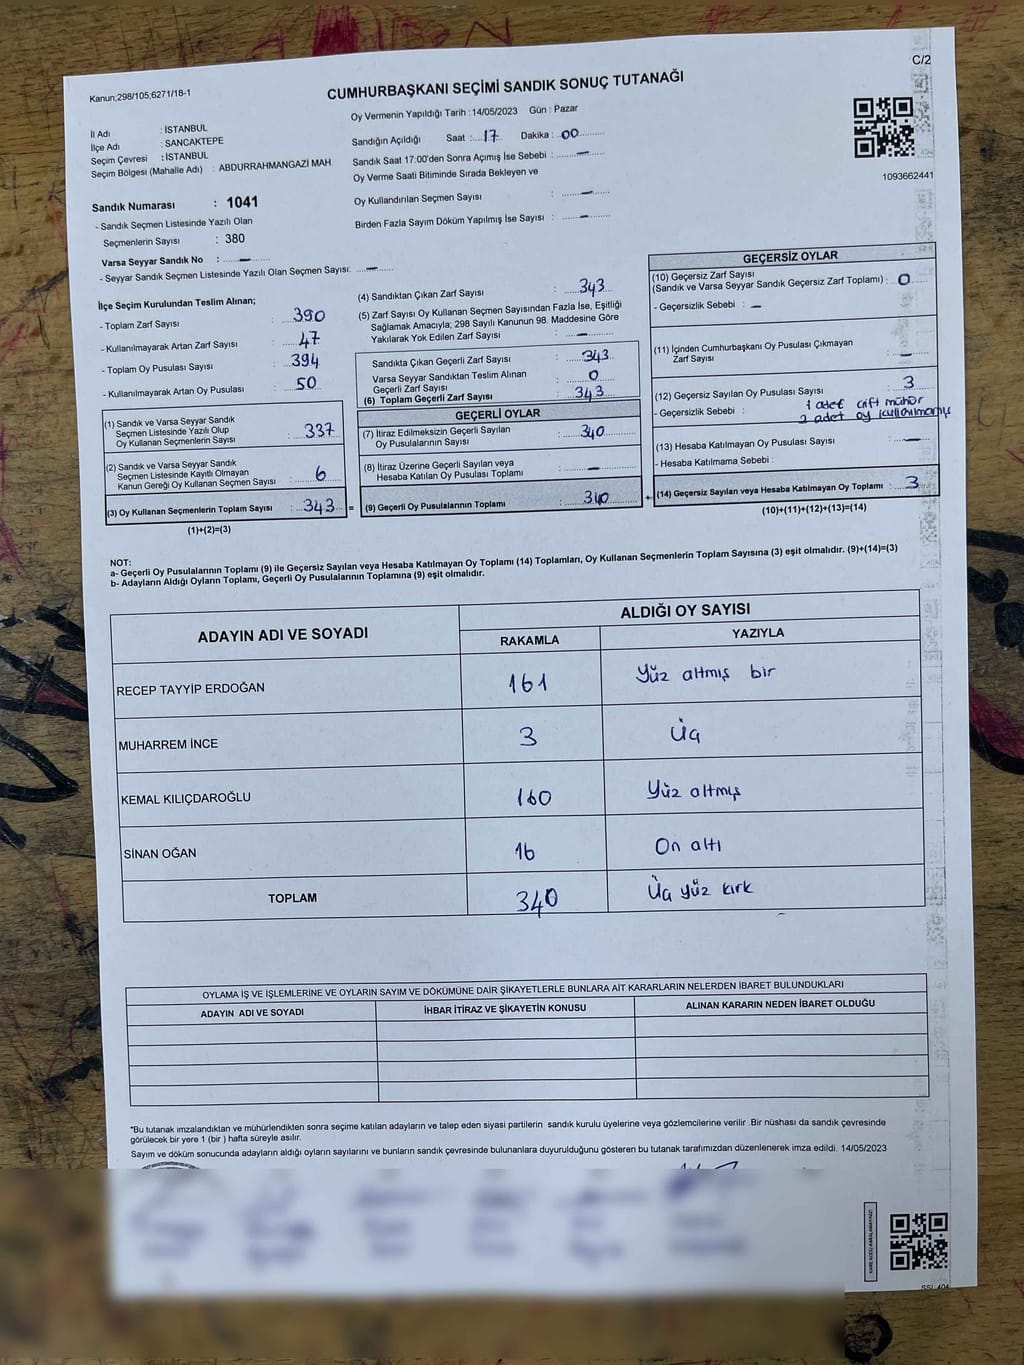 C/2
Kanun;298/105;6271/18-1
CUMHURBAŞKANI SEÇİMİ SANDIK SONUÇ TUTANAĞI
Oy Vermenin Yapıldığı Tarih :14/05/2023 Gün : Pazar
İl Adı : İSTANBUL
İlçe Adı : SANCAKTEPE
Seçim Çevresi : İSTANBUL
Seçim Bölgesi (Mahalle Adı) : ABDURRAHMANGAZİ MAH.
Sandık Numarası : 1041
- Sandık Seçmen Listesinde Yazılı Olan
Seçmenlerin Sayısı : 380
Varsa Seyyar Sandık No : —
- Seyyar Sandık Seçmen Listesinde Yazılı Olan Seçmen Sayısı: —
Sandığın Açıldığı Saat : 17 Dakika : 00
Sandık Saat 17:00'den Sonra Açımış İse Sebebi : —
Oy Verme Saati Bitiminde Sırada Bekleyen ve
Oy Kullandırılan Seçmen Sayısı : —
Birden Fazla Sayım Döküm Yapılmış İse Sayısı : —
1093662441
İlçe Seçim Kurulundan Teslim Alınan;
- Toplam Zarf Sayısı : 390
- Kullanılmayarak Artan Zarf Sayısı : 47
- Toplam Oy Pusulası Sayısı : 394
- Kullanılmayarak Artan Oy Pusulası : 50
(1) Sandık ve Varsa Seyyar Sandık
Seçmen Listesinde Yazılı Olup
Oy Kullanan Seçmenlerin Sayısı : 337
(2) Sandık ve Varsa Seyyar Sandık
Seçmen Listesinde Kayıtlı Olmayan
Kanun Gereği Oy Kullanan Seçmen Sayısı : 6
(3) Oy Kullanan Seçmenlerin Toplam Sayısı : 343 =
(1)+(2)=(3)
(4) Sandıktan Çıkan Zarf Sayısı : 343
(5) Zarf Sayısı Oy Kullanan Seçmen Sayısından Fazla İse, Eşitliği
Sağlamak Amacıyla; 298 Sayılı Kanunun 98. Maddesine Göre
Yakılarak Yok Edilen Zarf Sayısı : —
Sandıkta Çıkan Geçerli Zarf Sayısı : 343
Varsa Seyyar Sandıktan Teslim Alınan
Geçerli Zarf Sayısı : 0
(6) Toplam Geçerli Zarf Sayısı : 343
GEÇERLİ OYLAR
(7) İtiraz Edilmeksizin Geçerli Sayılan
Oy Pusulalarının Sayısı : 340
(8) İtiraz Üzerine Geçerli Sayılan veya
Hesaba Katılan Oy Pusulası Toplamı : —
(9) Geçerli Oy Pusulalarının Toplamı : 340 +
GEÇERSİZ OYLAR
(10) Geçersiz Zarf Sayısı
(Sandık ve Varsa Seyyar Sandık Geçersiz Zarf Toplamı) : 0
- Geçersizlik Sebebi : —
(11) İçinden Cumhurbaşkanı Oy Pusulası Çıkmayan
Zarf Sayısı : —
(12) Geçersiz Sayılan Oy Pusulası Sayısı : 3
- Geçersizlik Sebebi : 1 adet çift mühür
2 adet oy kullanılmamış
(13) Hesaba Katılmayan Oy Pusulası Sayısı : —
- Hesaba Katılmama Sebebi :
(14) Geçersiz Sayılan veya Hesaba Katılmayan Oy Toplamı : 3
(10)+(11)+(12)+(13)=(14)
NOT:
a- Geçerli Oy Pusulalarının Toplamı (9) ile Geçersiz Sayılan veya Hesaba Katılmayan Oy Toplamı (14) Toplamları, Oy Kullanan Seçmenlerin Toplam Sayısına (3) eşit olmalıdır. (9)+(14)=(3)
b- Adayların Aldığı Oyların Toplamı, Geçerli Oy Pusulalarının Toplamına (9) eşit olmalıdır.
ADAYIN ADI VE SOYADI
ALDIĞI OY SAYISI
RAKAMLA YAZIYLA
RECEP TAYYİP ERDOĞAN 161 Yüz altmış bir
MUHARREM İNCE 3 Üç
KEMAL KILIÇDAROĞLU 160 Yüz altmış
SİNAN OĞAN 16 On altı
TOPLAM 340 Üç yüz kırk
OYLAMA İŞ VE İŞLEMLERİNE VE OYLARIN SAYIM VE DÖKÜMÜNE DAİR ŞİKAYETLERLE BUNLARA AİT KARARLARIN NELERDEN İBARET BULUNDUKLARI
ADAYIN ADI VE SOYADI İHBAR İTİRAZ VE ŞİKAYETİN KONUSU ALINAN KARARIN NEDEN İBARET OLDUĞU
*Bu tutanak imzalandıktan ve mühürlendikten sonra seçime katılan adayların ve talep eden siyasi partilerin sandık kurulu üyelerine veya gözlemcilerine verilir .Bir nüshası da sandık çevresinde
görülecek bir yere 1 (bir ) hafta süreyle asılır.
Sayım ve döküm sonucunda adayların aldığı oyların sayılarını ve bunların sandık çevresinde bulunanlara duyurulduğunu gösteren bu tutanak tarafımızdan düzenlenerek imza edildi. 14/05/2023